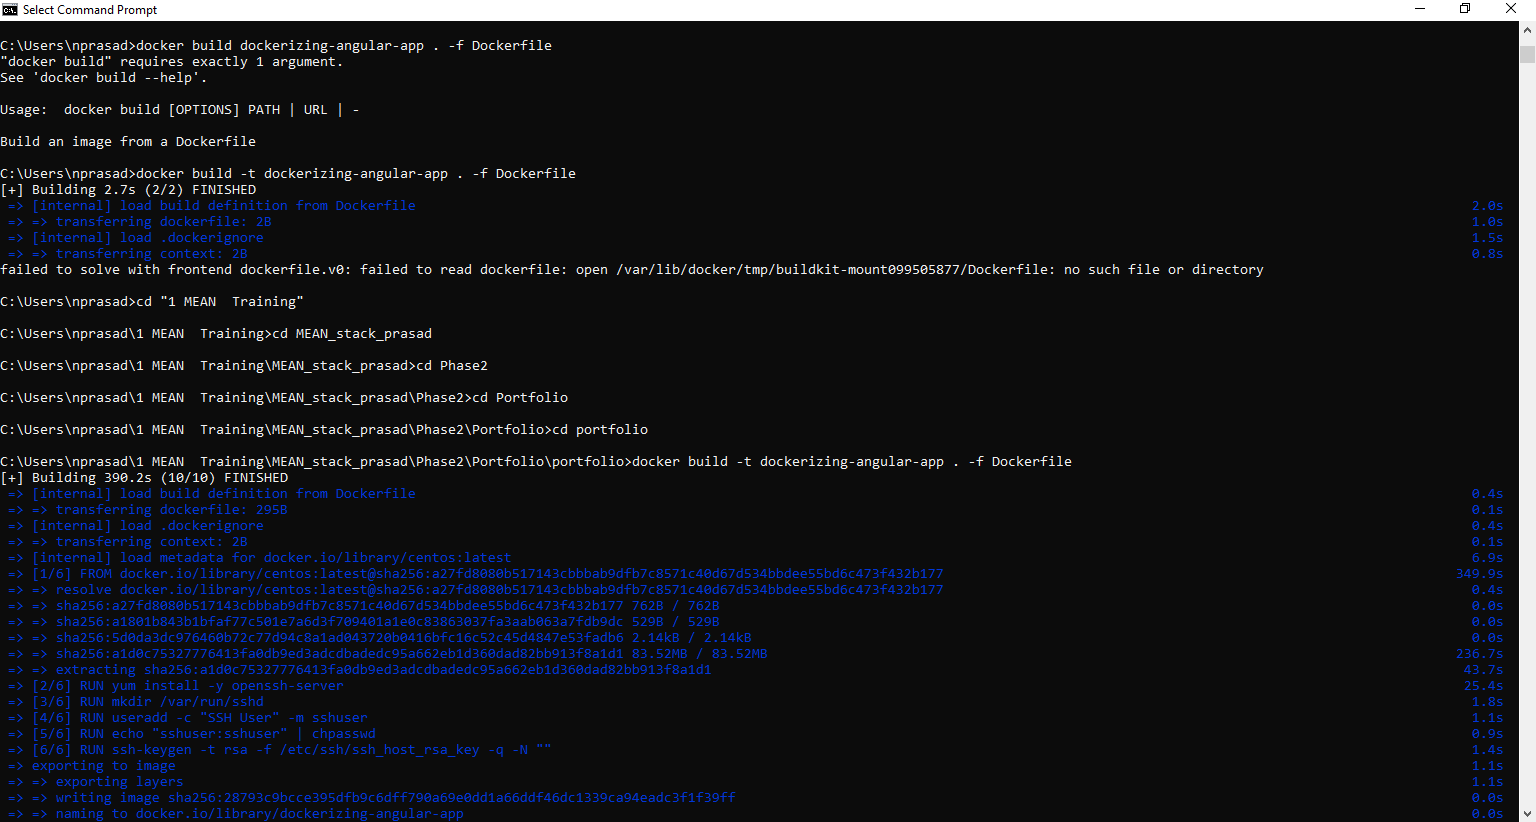 Select Command Prompt
C:\Users\nprasad>docker build dockerizing-angular-app . -f Dockerfile
"docker build" requires exactly 1 argument.
See 'docker build --help'.
Usage:  docker build [OPTIONS] PATH | URL | -
Build an image from a Dockerfile
C:\Users\nprasad>docker build -t dockerizing-angular-app . -f Dockerfile
[+] Building 2.7s (2/2) FINISHED
=> [internal] load build definition from Dockerfile 2.0s
=> => transferring dockerfile: 2B 1.0s
=> [internal] load .dockerignore 1.5s
=> => transferring context: 2B 0.8s
failed to solve with frontend dockerfile.v0: failed to read dockerfile: open /var/lib/docker/tmp/buildkit-mount099505877/Dockerfile: no such file or directory
C:\Users\nprasad>cd "1 MEAN  Training"
C:\Users\nprasad\1 MEAN  Training>cd MEAN_stack_prasad
C:\Users\nprasad\1 MEAN  Training\MEAN_stack_prasad>cd Phase2
C:\Users\nprasad\1 MEAN  Training\MEAN_stack_prasad\Phase2>cd Portfolio
C:\Users\nprasad\1 MEAN  Training\MEAN_stack_prasad\Phase2\Portfolio>cd portfolio
C:\Users\nprasad\1 MEAN  Training\MEAN_stack_prasad\Phase2\Portfolio\portfolio>docker build -t dockerizing-angular-app . -f Dockerfile
[+] Building 390.2s (10/10) FINISHED
=> [internal] load build definition from Dockerfile 0.4s
=> => transferring dockerfile: 295B 0.1s
=> [internal] load .dockerignore 0.4s
=> => transferring context: 2B 0.1s
=> [internal] load metadata for docker.io/library/centos:latest 6.9s
=> [1/6] FROM docker.io/library/centos:latest@sha256:a27fd8080b517143cbbbab9dfb7c8571c40d67d534bbdee55bd6c473f432b177 349.9s
=> => resolve docker.io/library/centos:latest@sha256:a27fd8080b517143cbbbab9dfb7c8571c40d67d534bbdee55bd6c473f432b177 0.4s
=> => sha256:a27fd8080b517143cbbbab9dfb7c8571c40d67d534bbdee55bd6c473f432b177 762B / 762B 0.0s
=> => sha256:a1801b843b1bfaf77c501e7a6d3f709401a1e0c83863037fa3aab063a7fdb9dc 529B / 529B 0.0s
=> => sha256:5d0da3dc976460b72c77d94c8a1ad043720b0416bfc16c52c45d4847e53fadb6 2.14kB / 2.14kB 0.0s
=> => sha256:a1d0c75327776413fa0db9ed3adcdbadedc95a662eb1d360dad82bb913f8a1d1 83.52MB / 83.52MB 236.7s
=> => extracting sha256:a1d0c75327776413fa0db9ed3adcdbadedc95a662eb1d360dad82bb913f8a1d1 43.7s
=> [2/6] RUN yum install -y openssh-server 25.4s
=> [3/6] RUN mkdir /var/run/sshd 1.8s
=> [4/6] RUN useradd -c "SSH User" -m sshuser 1.1s
=> [5/6] RUN echo "sshuser:sshuser" | chpasswd 0.9s
=> [6/6] RUN ssh-keygen -t rsa -f /etc/ssh/ssh_host_rsa_key -q -N "" 1.4s
=> exporting to image 1.1s
=> => exporting layers 1.1s
=> => writing image sha256:28793c9bcce395dfb9c6dff790a69e0dd1a66ddf46dc1339ca94eadc3f1f39ff 0.0s
=> => naming to docker.io/library/dockerizing-angular-app 0.0s